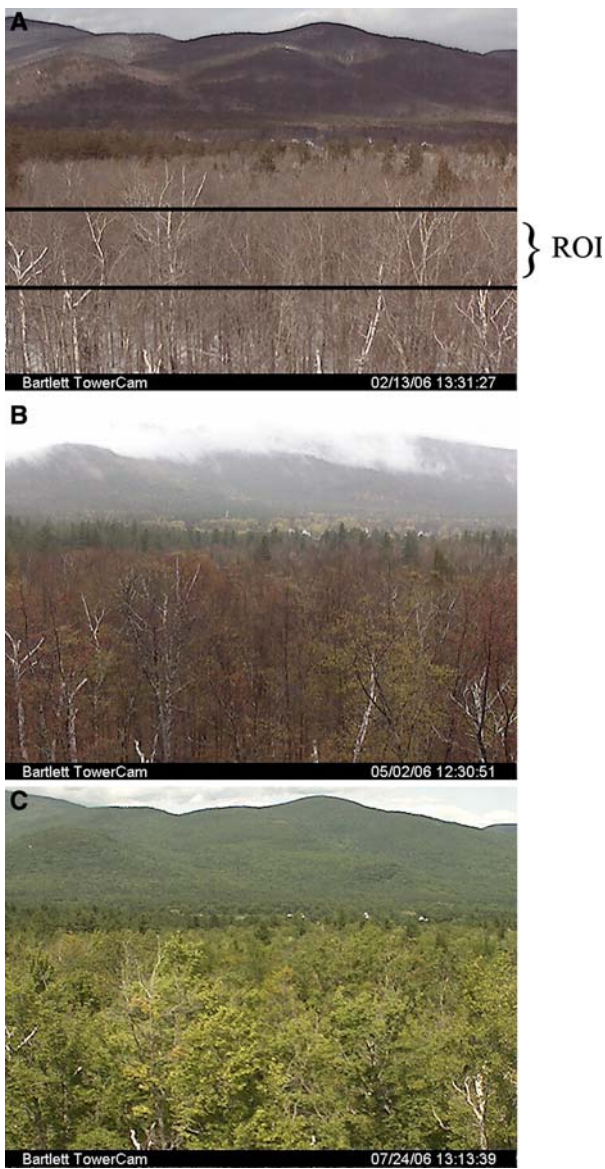 A
} ROI
Bartlett TowerCam 02/13/06 13:31:27
B
Bartlett TowerCam 05/02/06 12:30:51
C
Bartlett TowerCam 07/24/06 13:13:39